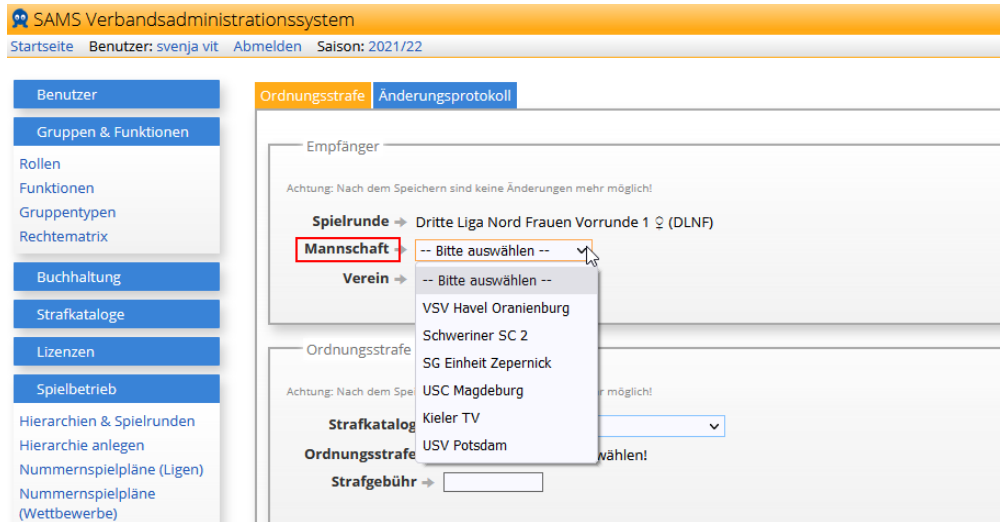 SAMS Verbandsadministrationssystem
Startseite Benutzer: svenja vit Abmelden Saison: 2021/22
Benutzer
Gruppen & Funktionen
Rollen
Funktionen
Gruppentypen
Rechtematrix
Buchhaltung
Strafkataloge
Lizenzen
Spielbetrieb
Hierarchien & Spielrunden
Hierarchie anlegen
Nummernspielpläne (Ligen)
Nummernspielpläne
(Wettbewerbe)
Ordnungsstrafe Änderungsprotokoll
Empfänger
Achtung: Nach dem Speichern sind keine Änderungen mehr möglich!
Spielrunde Dritte Liga Nord Frauen Vorrunde 1 ♀ (DLNF)
Mannschaft -- Bitte auswählen --
Verein
-- Bitte auswählen --
VSV Havel Oranienburg
Schweriner SC 2
SG Einheit Zepernick
USC Magdeburg
Kieler TV
USV Potsdam
Ordnungsstrafe
Achtung: Nach dem Spei r möglich!
Strafkatalog
Ordnungsstrafe wählen!
Strafgebühr